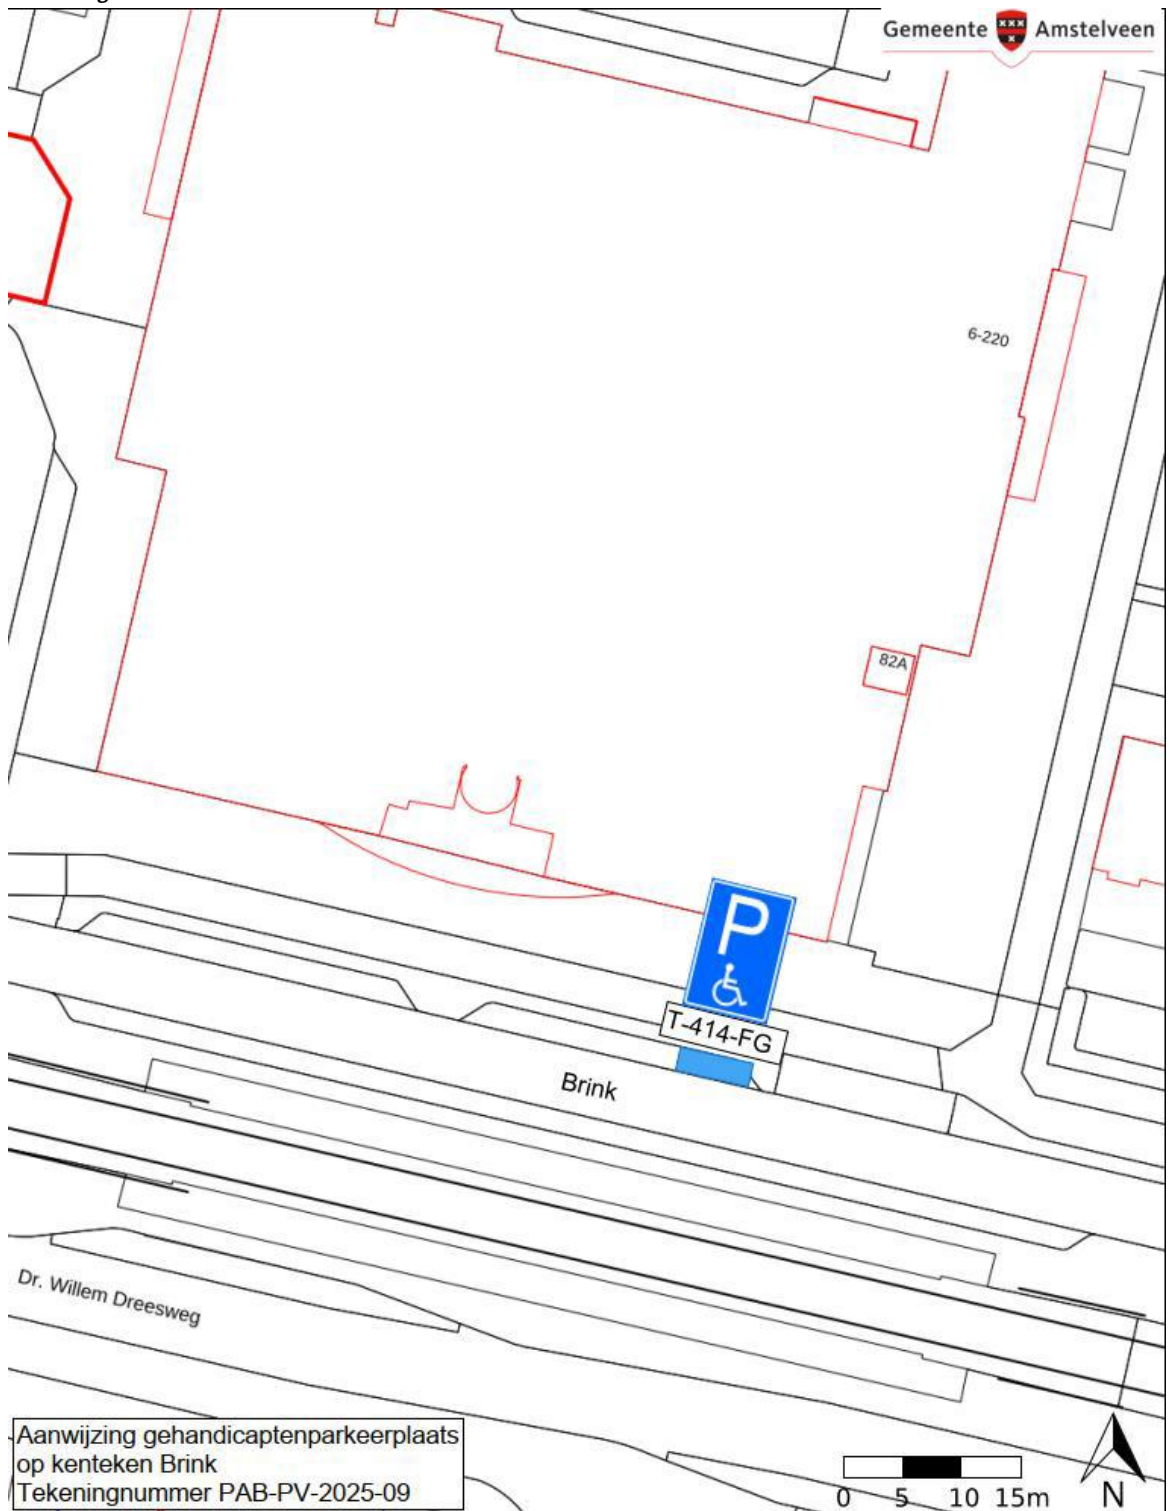 Gemeente Amstelveen
6-220
82A
P
T-414-FG
Brink
Dr. Willem Dreesweg
Aanwijzing gehandicaptenparkeerplaats
op kenteken Brink
Tekeningnummer PAB-PV-2025-09
0 5 10 15m
N